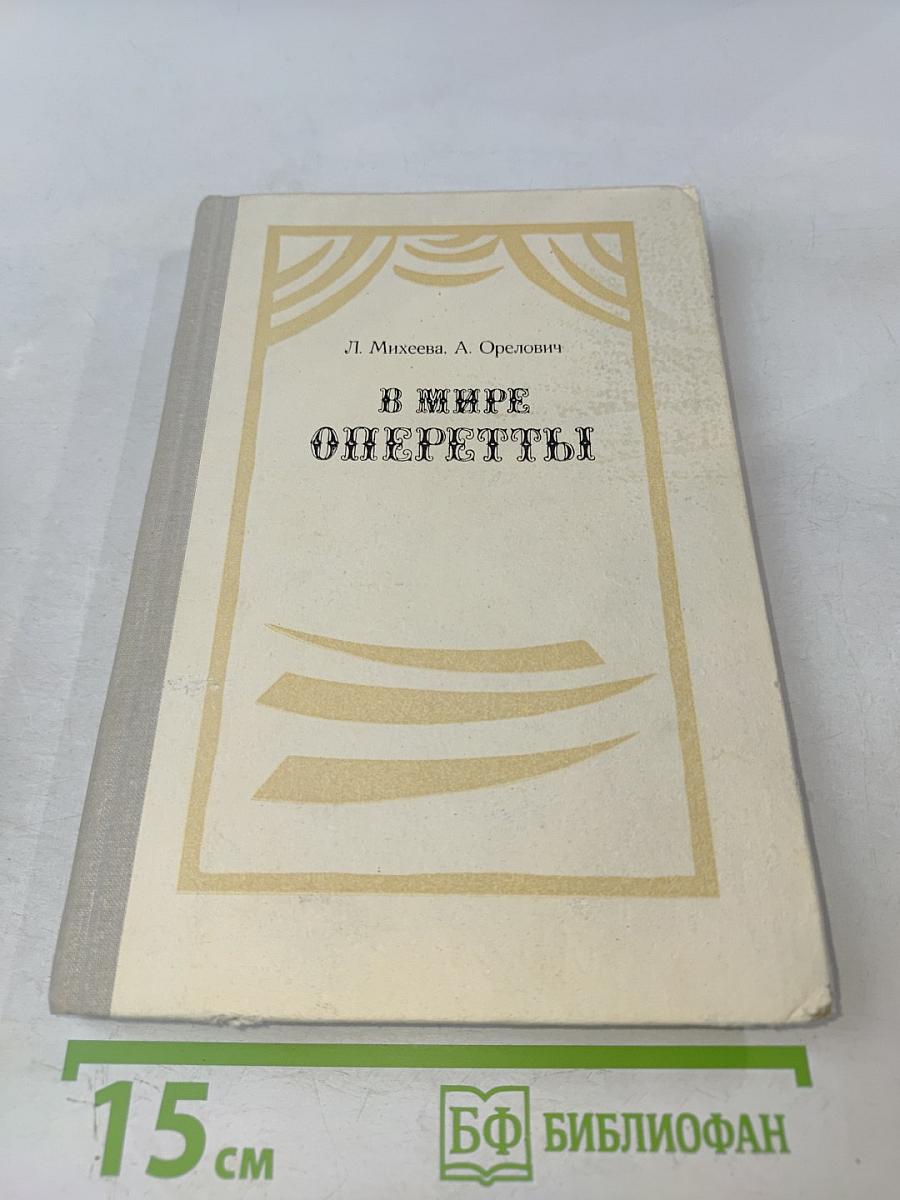 Л. Михеева, А. Орелович
В МИРЕ
ОПЕРЕТТЫ
15 см
БФ БИБЛИОФАН